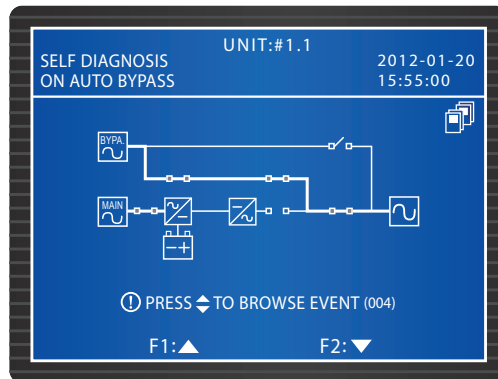 UNIT:#1.1
SELF DIAGNOSIS
2012-01-20
ON AUTO BYPASS
15:55:00
BYPA.
MAIN
PRESS TO BROWSE EVENT (004)
F1: F2: